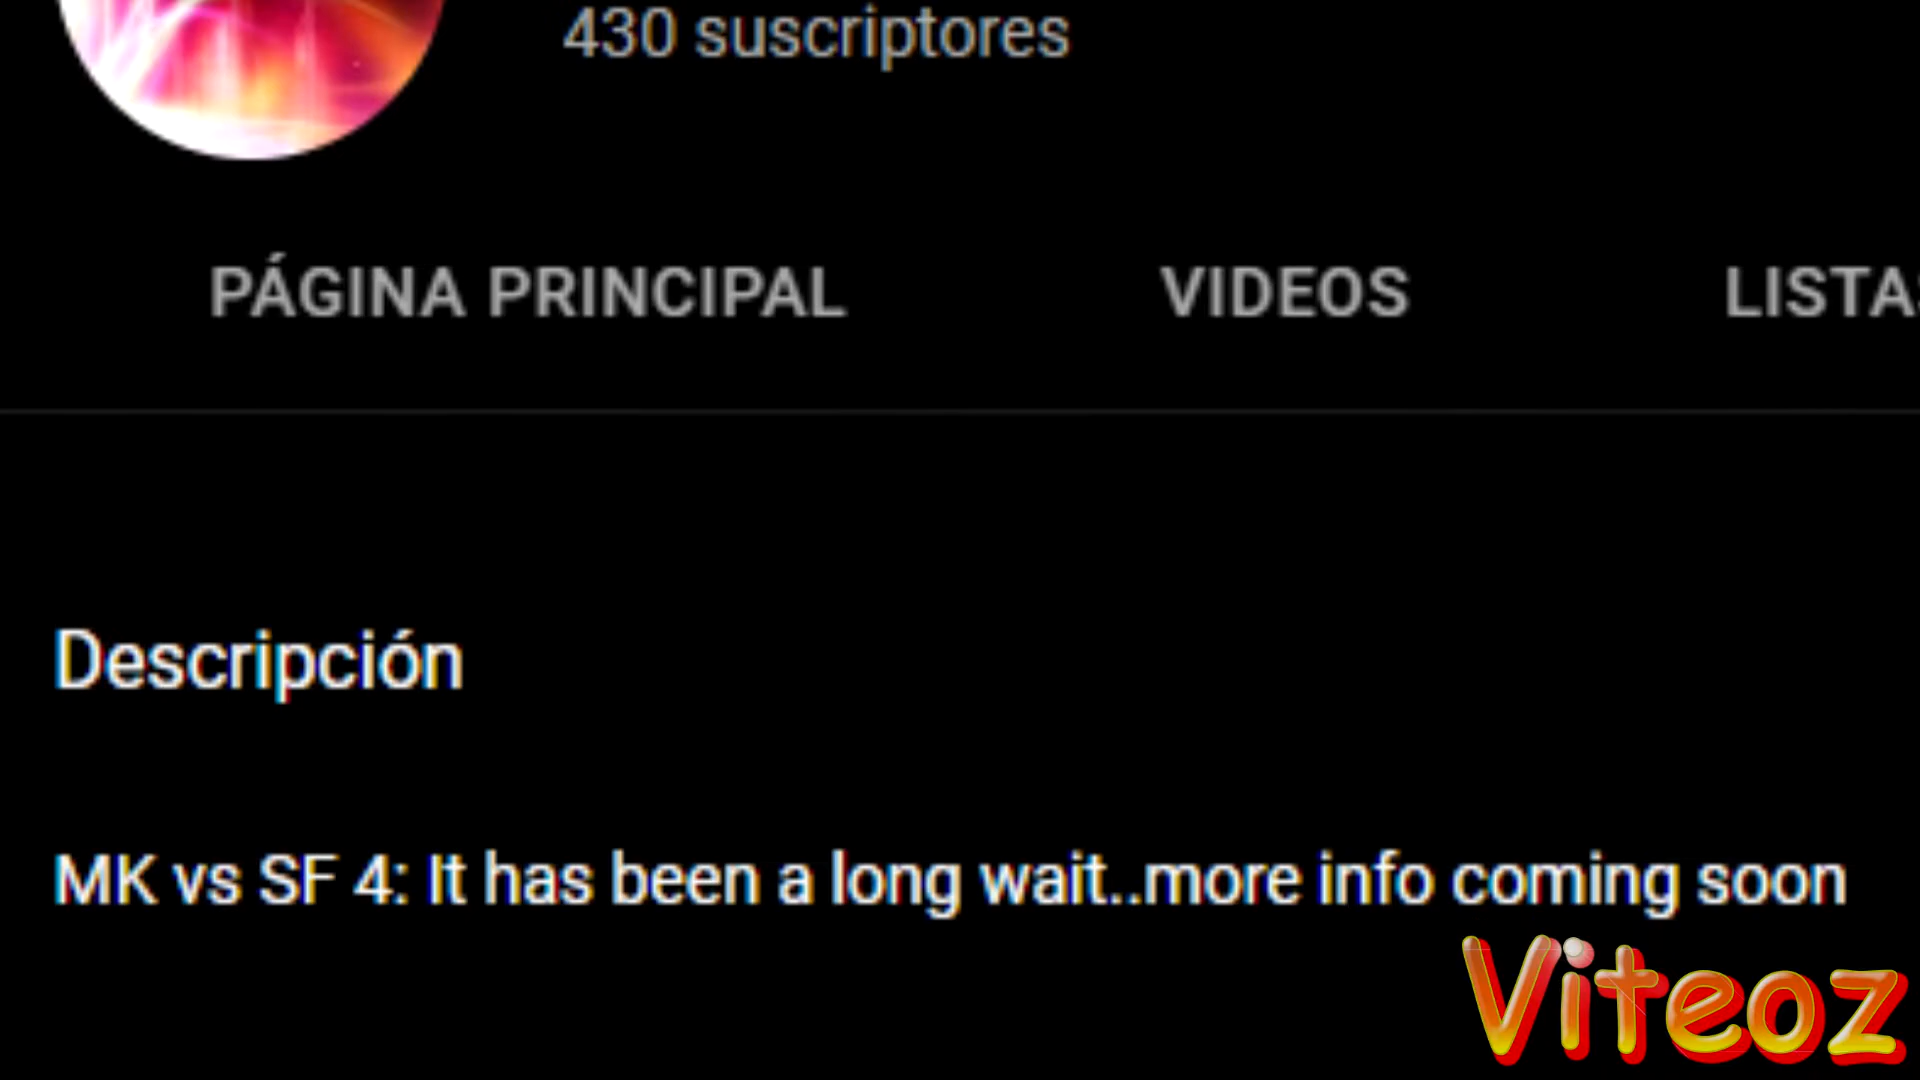 430 suscriptores
PÁGINA PRINCIPAL VIDEOS LISTAS
Descripción
MK vs SF 4: It has been a long wait..more info coming soon
Viteoz